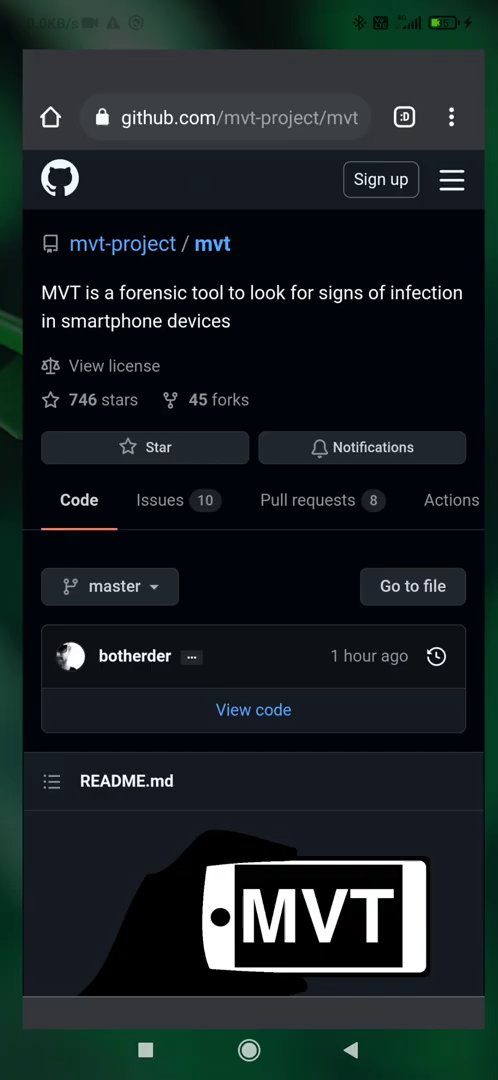 0.0KB/s
github.com/mvt-project/mvt
:D
Sign up
mvt-project / mvt
MVT is a forensic tool to look for signs of infection
in smartphone devices
View license
746 stars 45 forks
Star Notifications
Code Issues 10 Pull requests 8 Actions
master Go to file
botherder ... 1 hour ago
View code
README.md
MVT